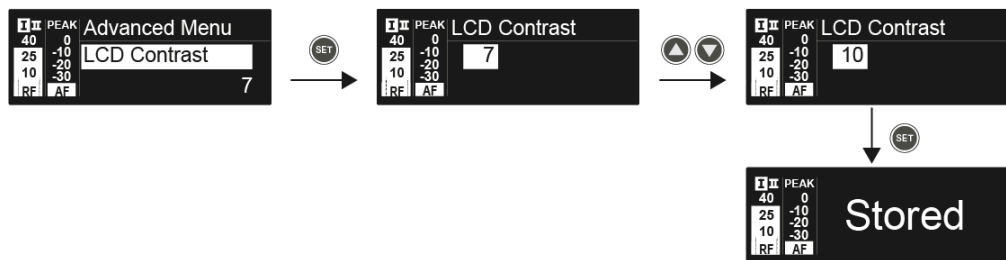 I II PEAK Advanced Menu
40 0
25 -10 LCD Contrast
-20
10 -30
RF AF 7
SET
I II PEAK LCD Contrast
40 0
25 -10 7
-20
10 -30
RF AF
I II PEAK LCD Contrast
40 0
25 -10 10
-20
10 -30
RF AF
SET
I II PEAK
40 0
25 -10 Stored
-20
10 -30
RF AF